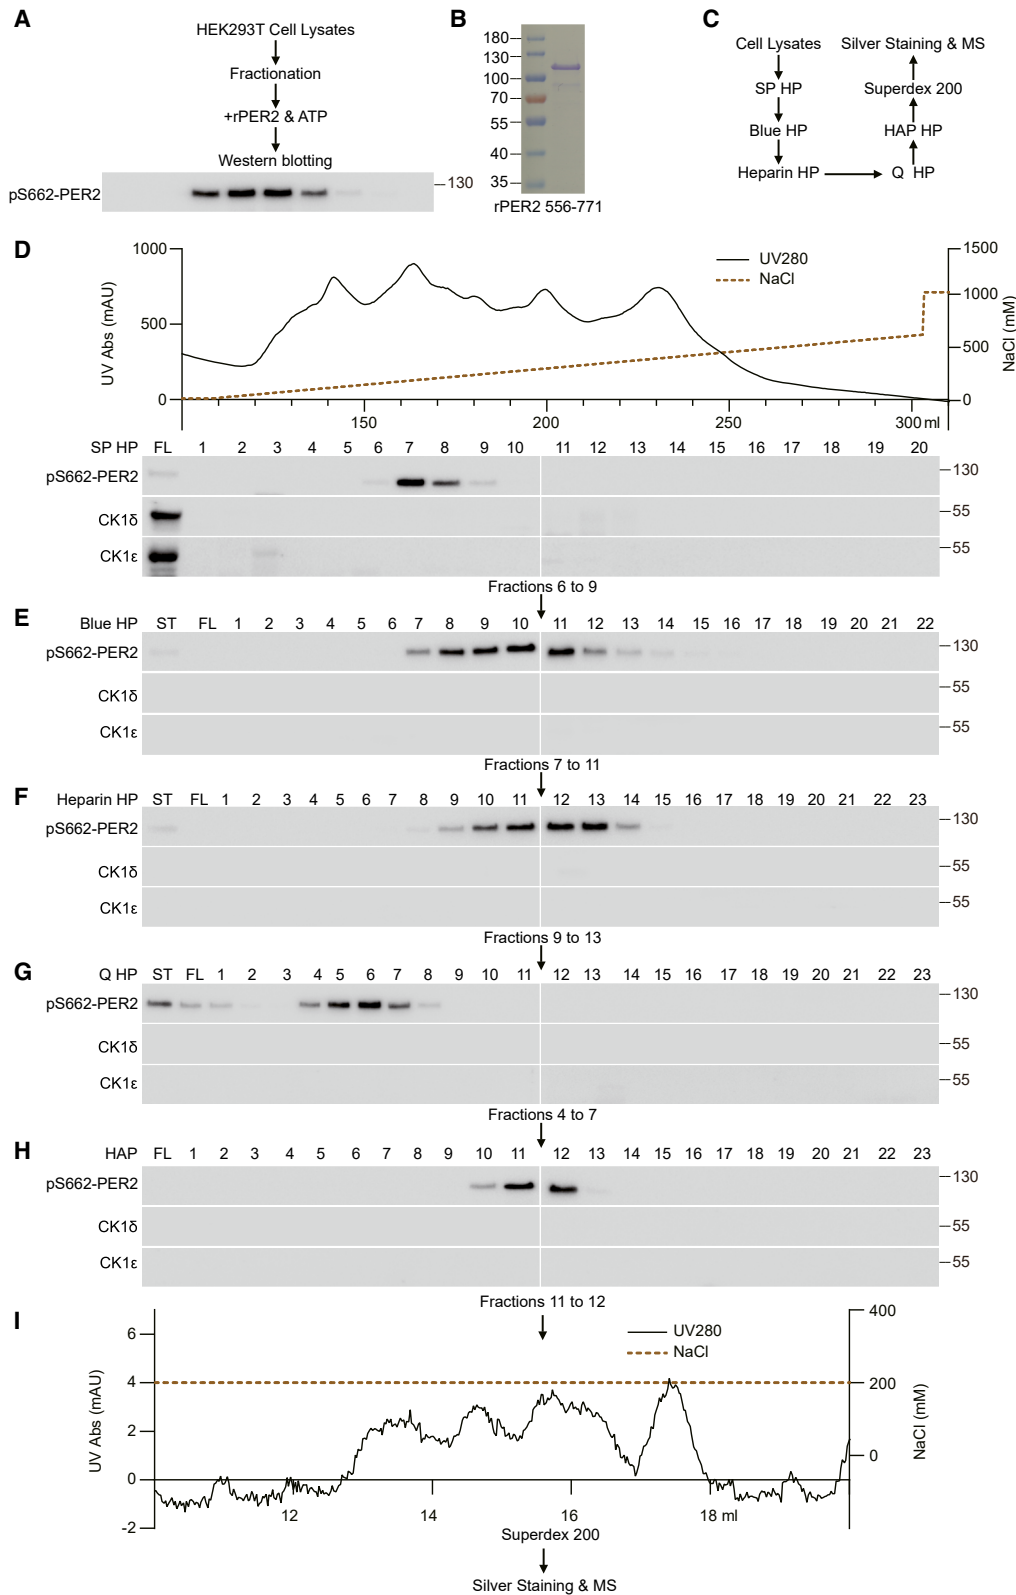 A
HEK293T Cell Lysates
Fractionation
+rPER2 & ATP
Western blotting
pS662-PER2
130
B
180
130
100
70
55
40
35
rPER2 556-771
C
Cell Lysates
SP HP
Blue HP
Heparin HP
Q HP
HAP HP
Superdex 200
Silver Staining & MS
D
1000
500
0
UV Abs (mAU)
UV280
NaCl
1500
1000
500
0
NaCl (mM)
150 200 250 300 ml
SP HP FL 1 2 3 4 5 6 7 8 9 10 11 12 13 14 15 16 17 18 19 20
pS662-PER2 130
CK1δ 55
CK1ε 55
Fractions 6 to 9
E
Blue HP ST FL 1 2 3 4 5 6 7 8 9 10 11 12 13 14 15 16 17 18 19 20 21 22
pS662-PER2 130
CK1δ 55
CK1ε 55
Fractions 7 to 11
F
Heparin HP ST FL 1 2 3 4 5 6 7 8 9 10 11 12 13 14 15 16 17 18 19 20 21 22 23
pS662-PER2 130
CK1δ 55
CK1ε 55
Fractions 9 to 13
G
Q HP ST FL 1 2 3 4 5 6 7 8 9 10 11 12 13 14 15 16 17 18 19 20 21 22 23
pS662-PER2 130
CK1δ 55
CK1ε 55
Fractions 4 to 7
H
HAP FL 1 2 3 4 5 6 7 8 9 10 11 12 13 14 15 16 17 18 19 20 21 22 23
pS662-PER2 130
CK1δ 55
CK1ε 55
Fractions 11 to 12
I
6
4
2
0
-2
UV Abs (mAU)
UV280
NaCl
400
200
0
NaCl (mM)
12 14 16 18 ml
Superdex 200
Silver Staining & MS